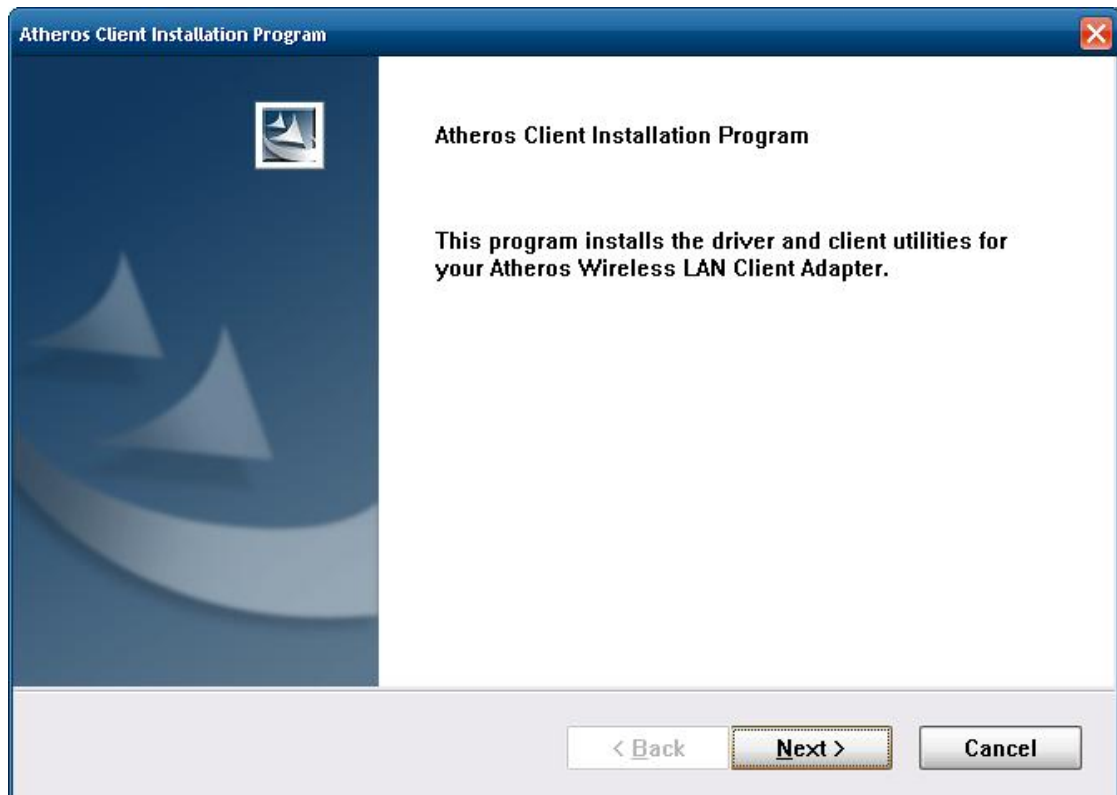 Atheros Client Installation Program
Atheros Client Installation Program
This program installs the driver and client utilities for
your Atheros Wireless LAN Client Adapter.
< Back
Next >
Cancel